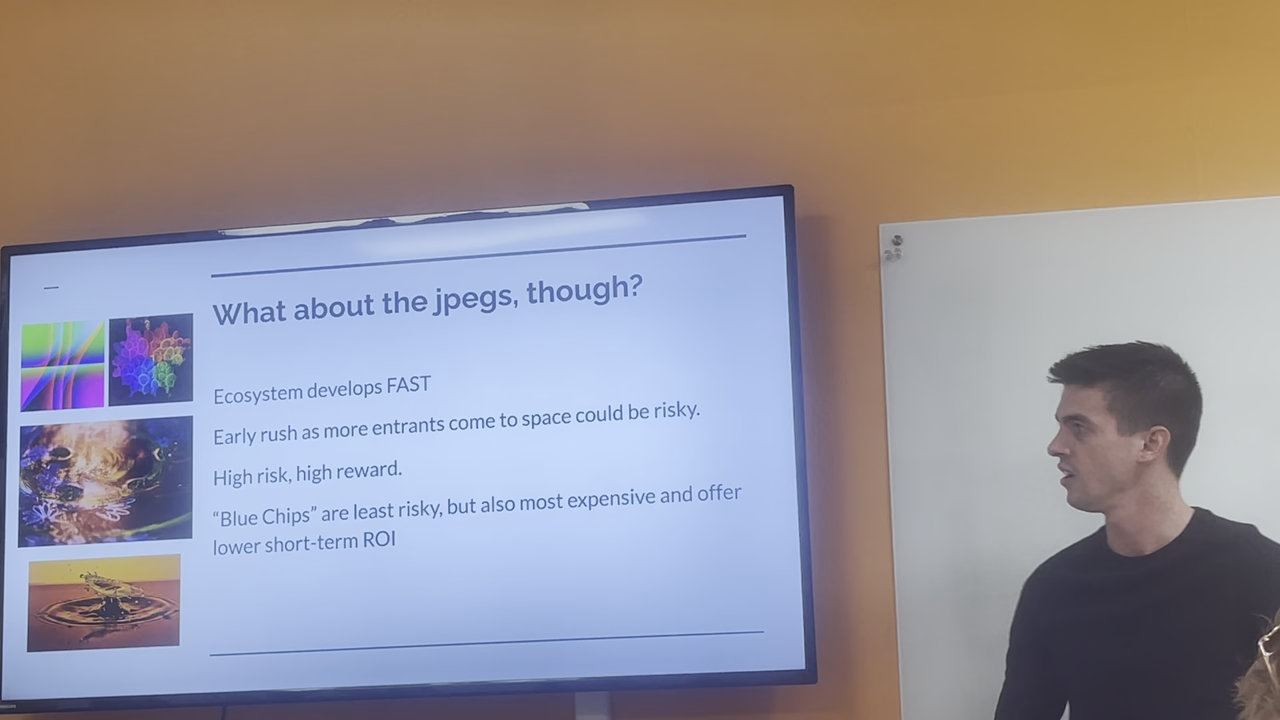 What about the jpegs, though?
Ecosystem develops FAST
Early rush as more entrants come to space could be risky.
High risk, high reward.
“Blue Chips” are least risky, but also most expensive and offer
lower short-term ROI